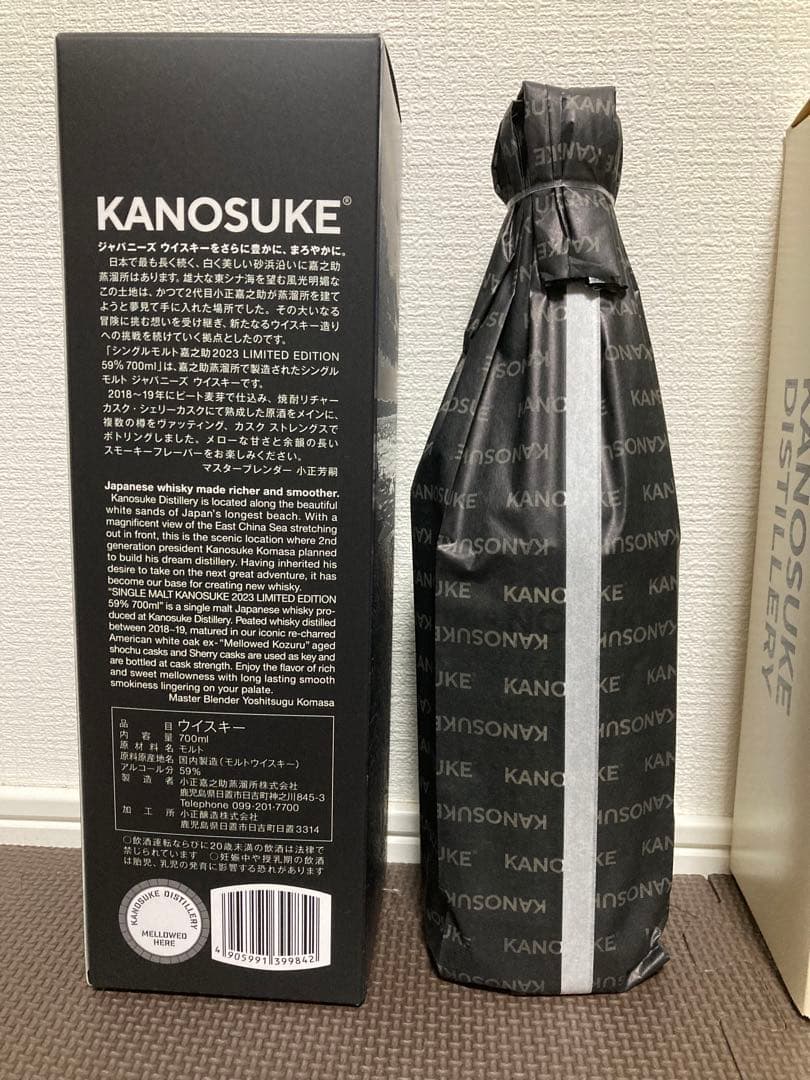 KANOSUKE®
ジャパニーズ ウイスキーをさらに豊かに、まろやかに。
日本で最も長く続く、白く美しい砂浜沿いに嘉之助
蒸溜所はあります。雄大な東シナ海を望む風光明媚な
この土地は、かつて2代目小正嘉之助が蒸溜所を建て
ようと夢見て手に入れた場所でした。その大いなる
冒険に挑む想いを受け継ぎ、新たなるウイスキー造り
への挑戦を続けていく拠点としたのです。
「シングルモルト嘉之助2023 LIMITED EDITION
59% 700ml」は、嘉之助蒸溜所で製造されたシングル
モルト ジャパニーズ ウイスキーです。
2018~19年にピート麦芽で仕込み、焼酎リチャー
カスク・シェリーカスクにて熟成した原酒をメインに、
複数の樽をヴァッティング、カスク ストレングスで
ボトリングしました。メローな甘さと余韻の長い
スモーキーフレーバーをお楽しみください。
マスターブレンダー 小正芳嗣
Japanese whisky made richer and smoother.
Kanosuke Distillery is located along the beautiful
white sands of Japan's longest beach. With a
magnificent view of the East China Sea stretching
out in front, this is the scenic location where 2nd
generation president Kanosuke Komasa planned
to build his dream distillery. Having inherited his
desire to take on the next great adventure, it has
become our base for creating new whisky.
"SINGLE MALT KANOSUKE 2023 LIMITED EDITION
59% 700ml" is a single malt Japanese whisky pro-
duced at Kanosuke Distillery. Peated whisky distilled
between 2018-19, matured in our iconic re-charred
American white oak ex-"Mellowed Kozuru" aged
shochu casks and Sherry casks are used as key and
are bottled at cask strength. Enjoy the flavor of rich
and sweet mellowness with long lasting smooth
smokiness lingering on your palate.
Master Blender Yoshitsugu Komasa
品目 ウイスキー
内容量 700ml
原材料名 モルト
原料原産地名 国内製造(モルトウイスキー)
アルコール分 59%
製造者 小正嘉之助蒸溜所株式会社
鹿児島県日置市日吉町神之川845-3
Telephone 099-201-7700
加工所 小正醸造株式会社
鹿児島県日置市日吉町日置3314
○飲酒運転ならびに20歳未満の飲酒は法律で
禁じられています ○妊娠中や授乳期の飲酒
は胎児、乳児の発育に影響する恐れがあります
KANOSUKE DISTILLERY
MELLOWED
HERE
4 905991 399842
KANOSUKE
KANOSUKE
KANOSUKE
KANOSUKE
KANOSUKE
KANOSUKE
KANOSUKE
KANOSUKE
KANOSUKE
DISTILLERY